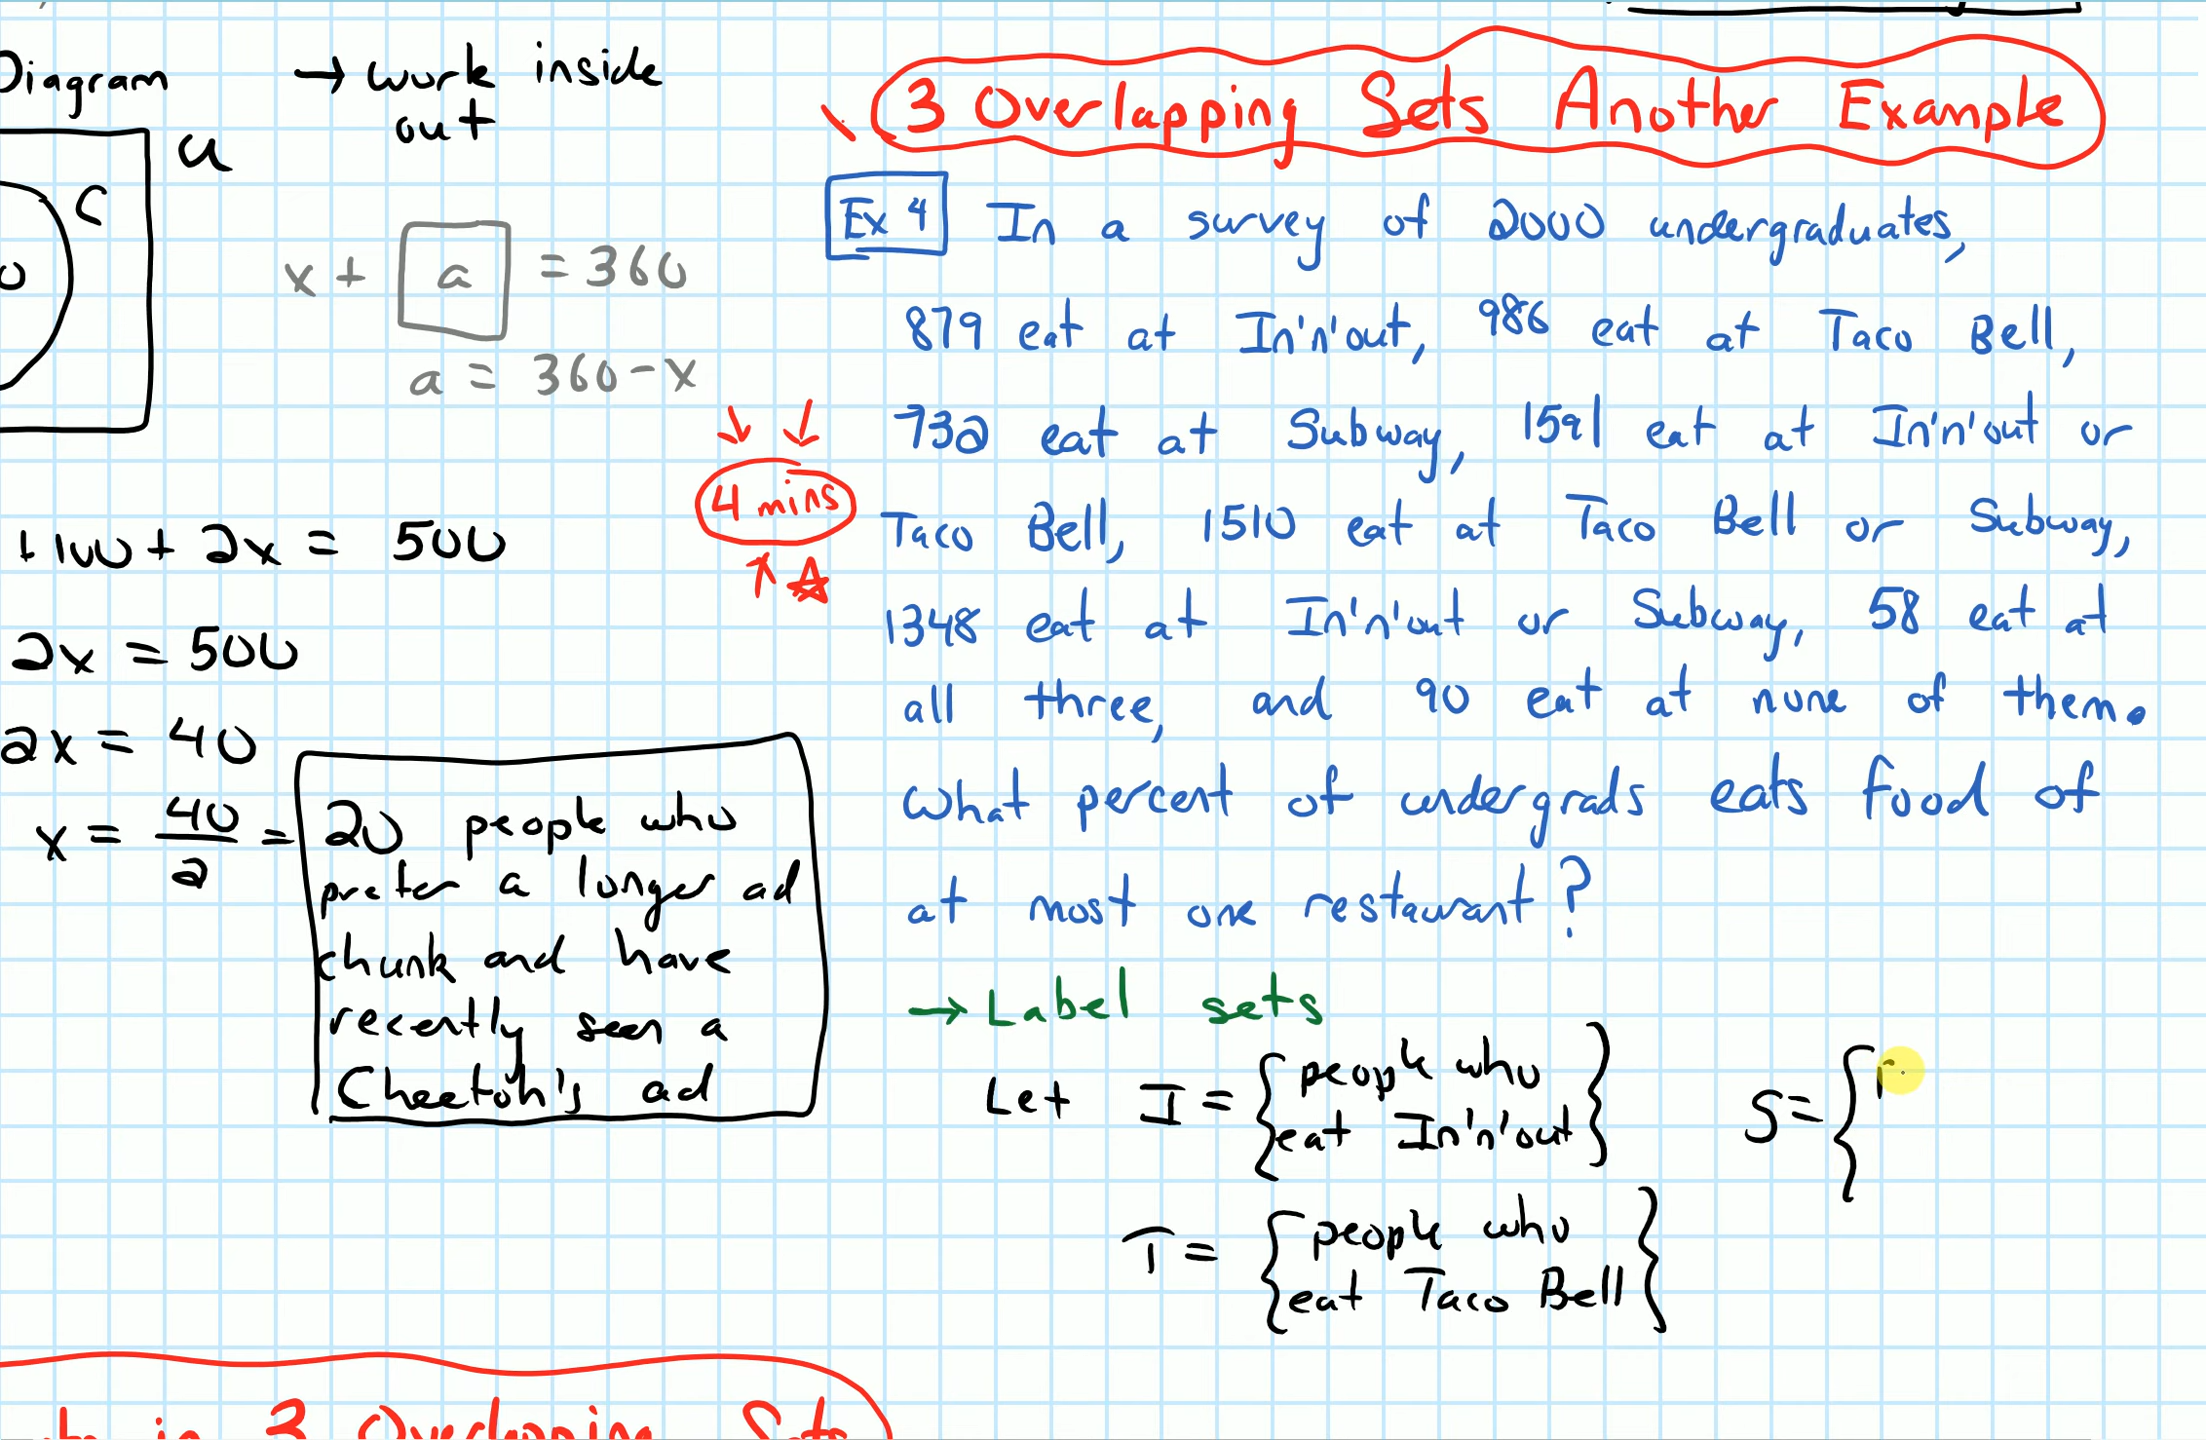 Diagram → work inside
out
U
C
0
x + a = 360
a = 360 - x
+ 100 + 2x = 500
2x = 500
2x = 40
x = 40/2 =
20 people who
prefer a longer ad
chunk and have
recently seen a
Cheetoh's ad
in 3 Overlapping Sets
3 Overlapping Sets Another Example
Ex 4 In a survey of 2000 undergraduates,
879 eat at In'n'out, 986 eat at Taco Bell,
732 eat at Subway, 1591 eat at In'n'out or
4 mins
Taco Bell, 1510 eat at Taco Bell or Subway,
1348 eat at In'n'out or Subway, 58 eat at
all three, and 90 eat at none of them.
What percent of undergrads eats food of
at most one restaurant?
→ Label sets
Let I = {people who
eat In'n'out}
S = {
T = {people who
eat Taco Bell}